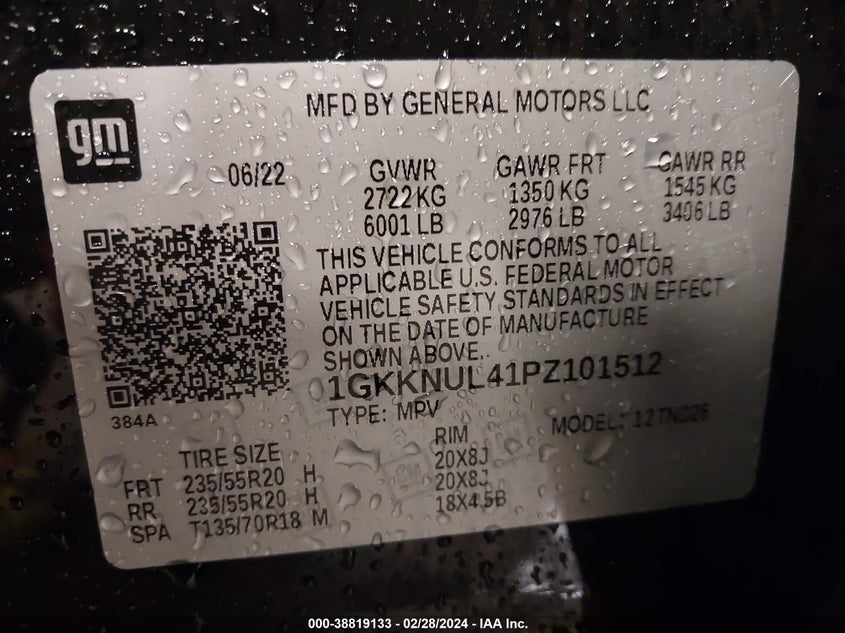 gm
MFD BY GENERAL MOTORS LLC
06/22 GVWR GAWR FRT GAWR RR
2722 KG 1350 KG 1545 KG
6001 LB 2976 LB 3406 LB
THIS VEHICLE CONFORMS TO ALL
APPLICABLE U.S. FEDERAL MOTOR
VEHICLE SAFETY STANDARDS IN EFFECT
ON THE DATE OF MANUFACTURE
SHOWN ABOVE.
1GKKNUL41PZ101512
384A
TYPE: MPV MODEL: 12TND26
TIRE SIZE RIM
FRT 235/55R20 H 20X8J
RR 235/55R20 H 20X8J
SPA T135/70R18 M 18X4.5B
000-38819133 — 02/28/2024 — IAA Inc.